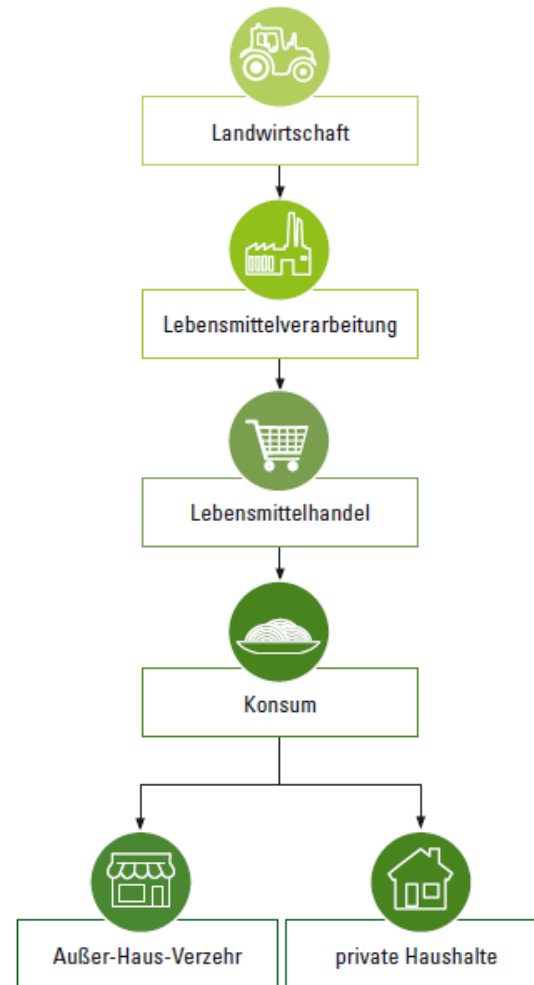 Landwirtschaft
Lebensmittelverarbeitung
Lebensmittelhandel
Konsum
Außer-Haus-Verzehr
private Haushalte